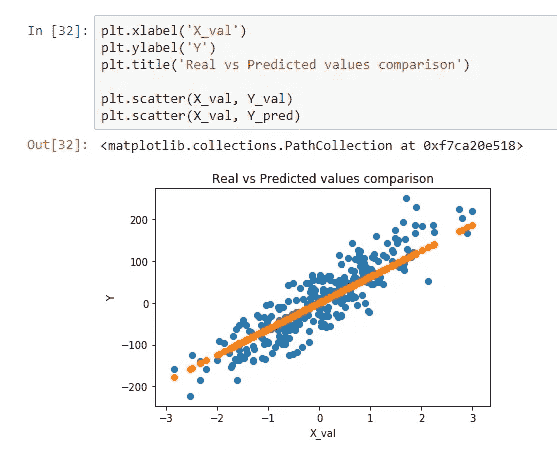 In [32]: plt.xlabel('X_val')
plt.ylabel('Y')
plt.title('Real vs Predicted values comparison')
plt.scatter(X_val, Y_val)
plt.scatter(X_val, Y_pred)
Out[32]: <matplotlib.collections.PathCollection at 0xf7ca20e518>
Real vs Predicted values comparison
200
100
0
−100
−200
Y
−3 −2 −1 0 1 2 3
X_val